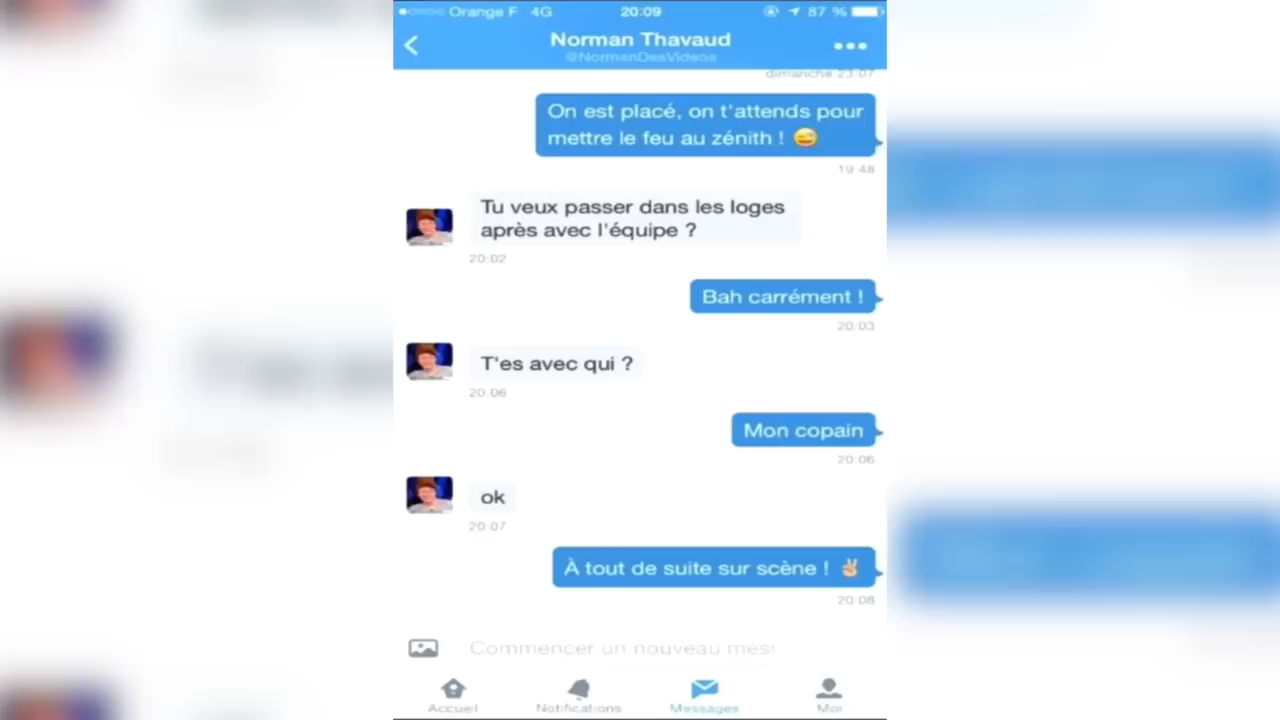 Orange F 4G 20:09 87 %
Norman Thavaud
@NormanDesVideos
dimanche 23:07
On est placé, on t'attends pour
mettre le feu au zénith ! 😜
19:48
Tu veux passer dans les loges
après avec l'équipe ?
20:02
Bah carrément !
20:03
T'es avec qui ?
20:06
Mon copain
20:06
ok
20:07
À tout de suite sur scène ! ✌
20:08
Commencer un nouveau mess
Accueil Notifications Messages Moi